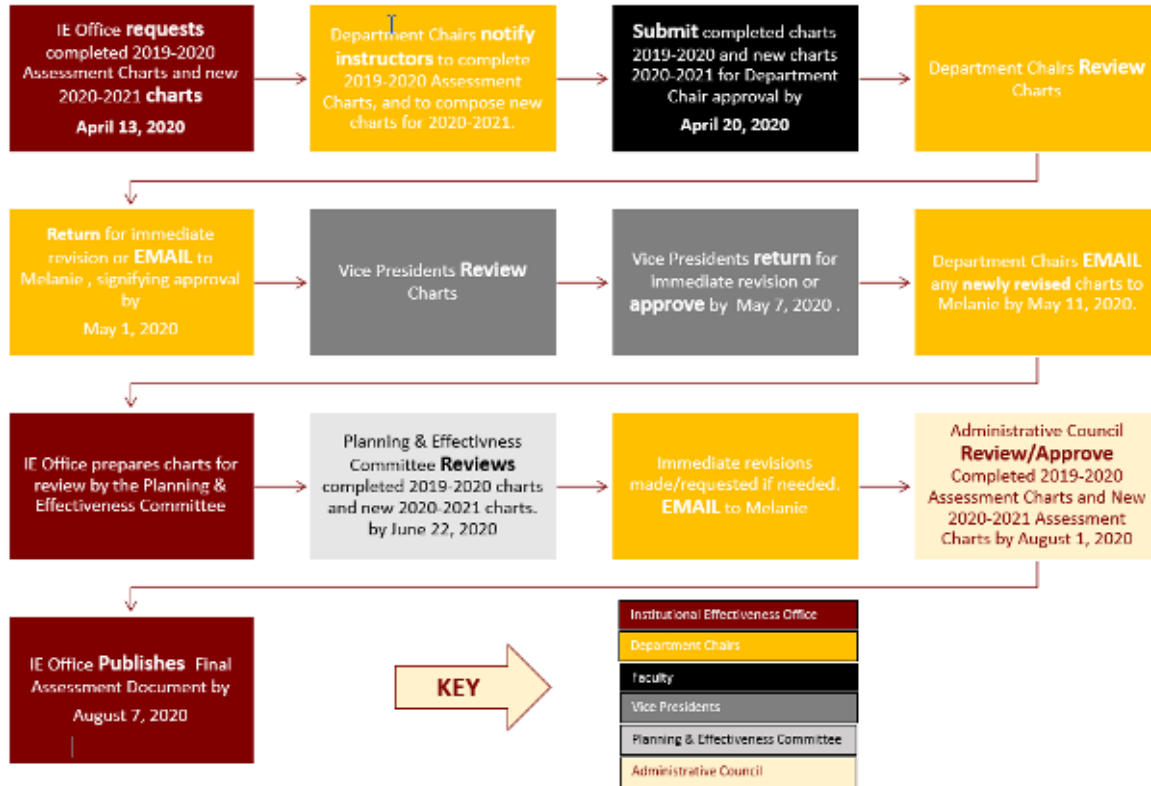 IE Office requests
completed 2019-2020
Assessment Charts and new
2020-2021 charts
April 13, 2020
Department Chairs notify
instructors to complete
2019-2020 Assessment
Charts, and to compose new
charts for 2020-2021.
Submit completed charts
2019-2020 and new charts
2020-2021 for Department
Chair approval by
April 20, 2020
Department Chairs Review
Charts
Return for immediate
revision or EMAIL to
Melanie , signifying approval
by
May 1, 2020
Vice Presidents Review
Charts
Vice Presidents return for
immediate revision or
approve by May 7, 2020 .
Department Chairs EMAIL
any newly revised charts to
Melanie by May 11, 2020.
IE Office prepares charts for
review by the Planning &
Effectiveness Committee
Planning & Effectivness
Committee Reviews
completed 2019-2020 charts
and new 2020-2021 charts.
by June 22, 2020
Immediate revisions
made/requested if needed.
EMAIL to Melanie
Administrative Council
Review/Approve
Completed 2019-2020
Assessment Charts and New
2020-2021 Assessment
Charts by August 1, 2020
IE Office Publishes Final
Assessment Document by
August 7, 2020
KEY
Institutional Effectiveness Office
Department Chairs
Faculty
Vice Presidents
Planning & Effectiveness Committee
Administrative Council